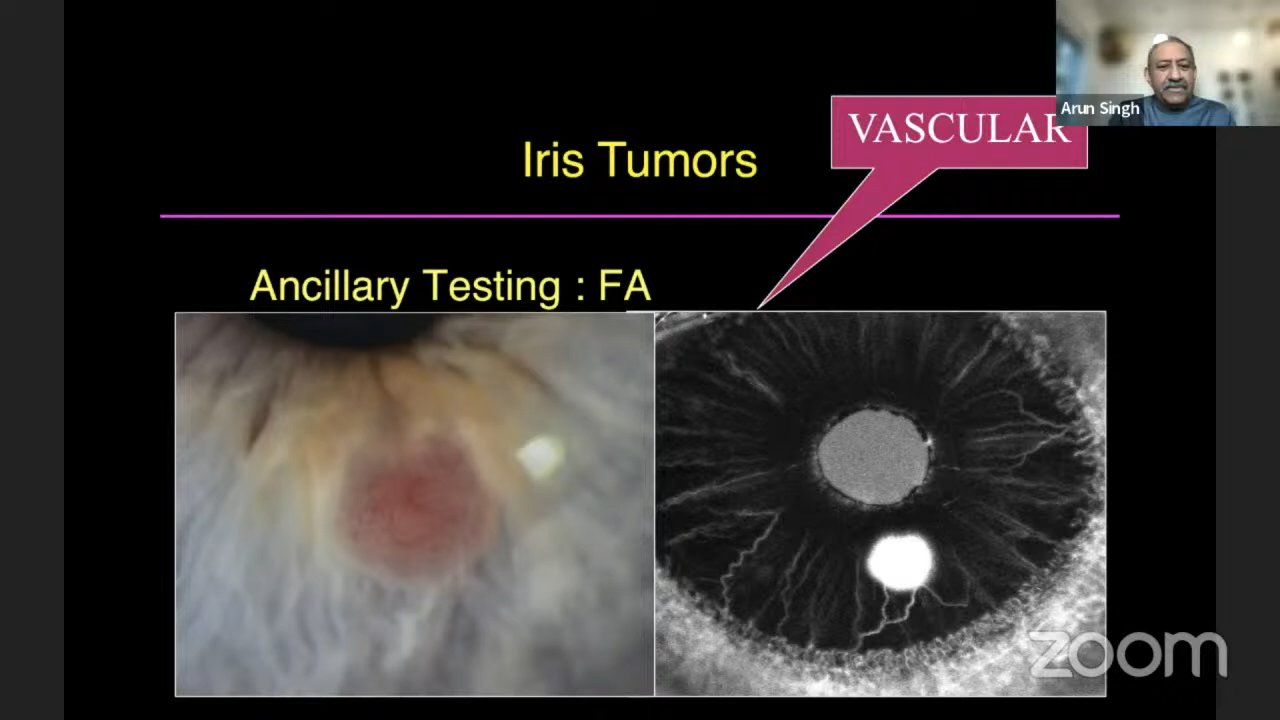 Arun Singh
VASCULAR
Iris Tumors
Ancillary Testing : FA
zoom